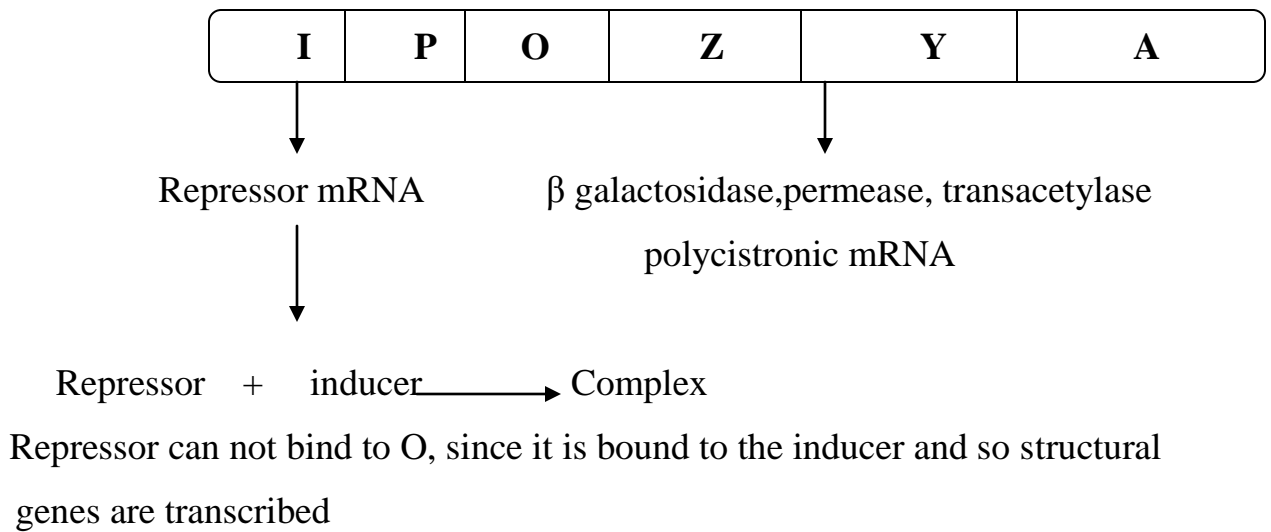 I P O Z Y A
Repressor mRNA β galactosidase,permease, transacetylase
polycistronic mRNA
Repressor + inducer Complex
Repressor can not bind to O, since it is bound to the inducer and so structural
genes are transcribed